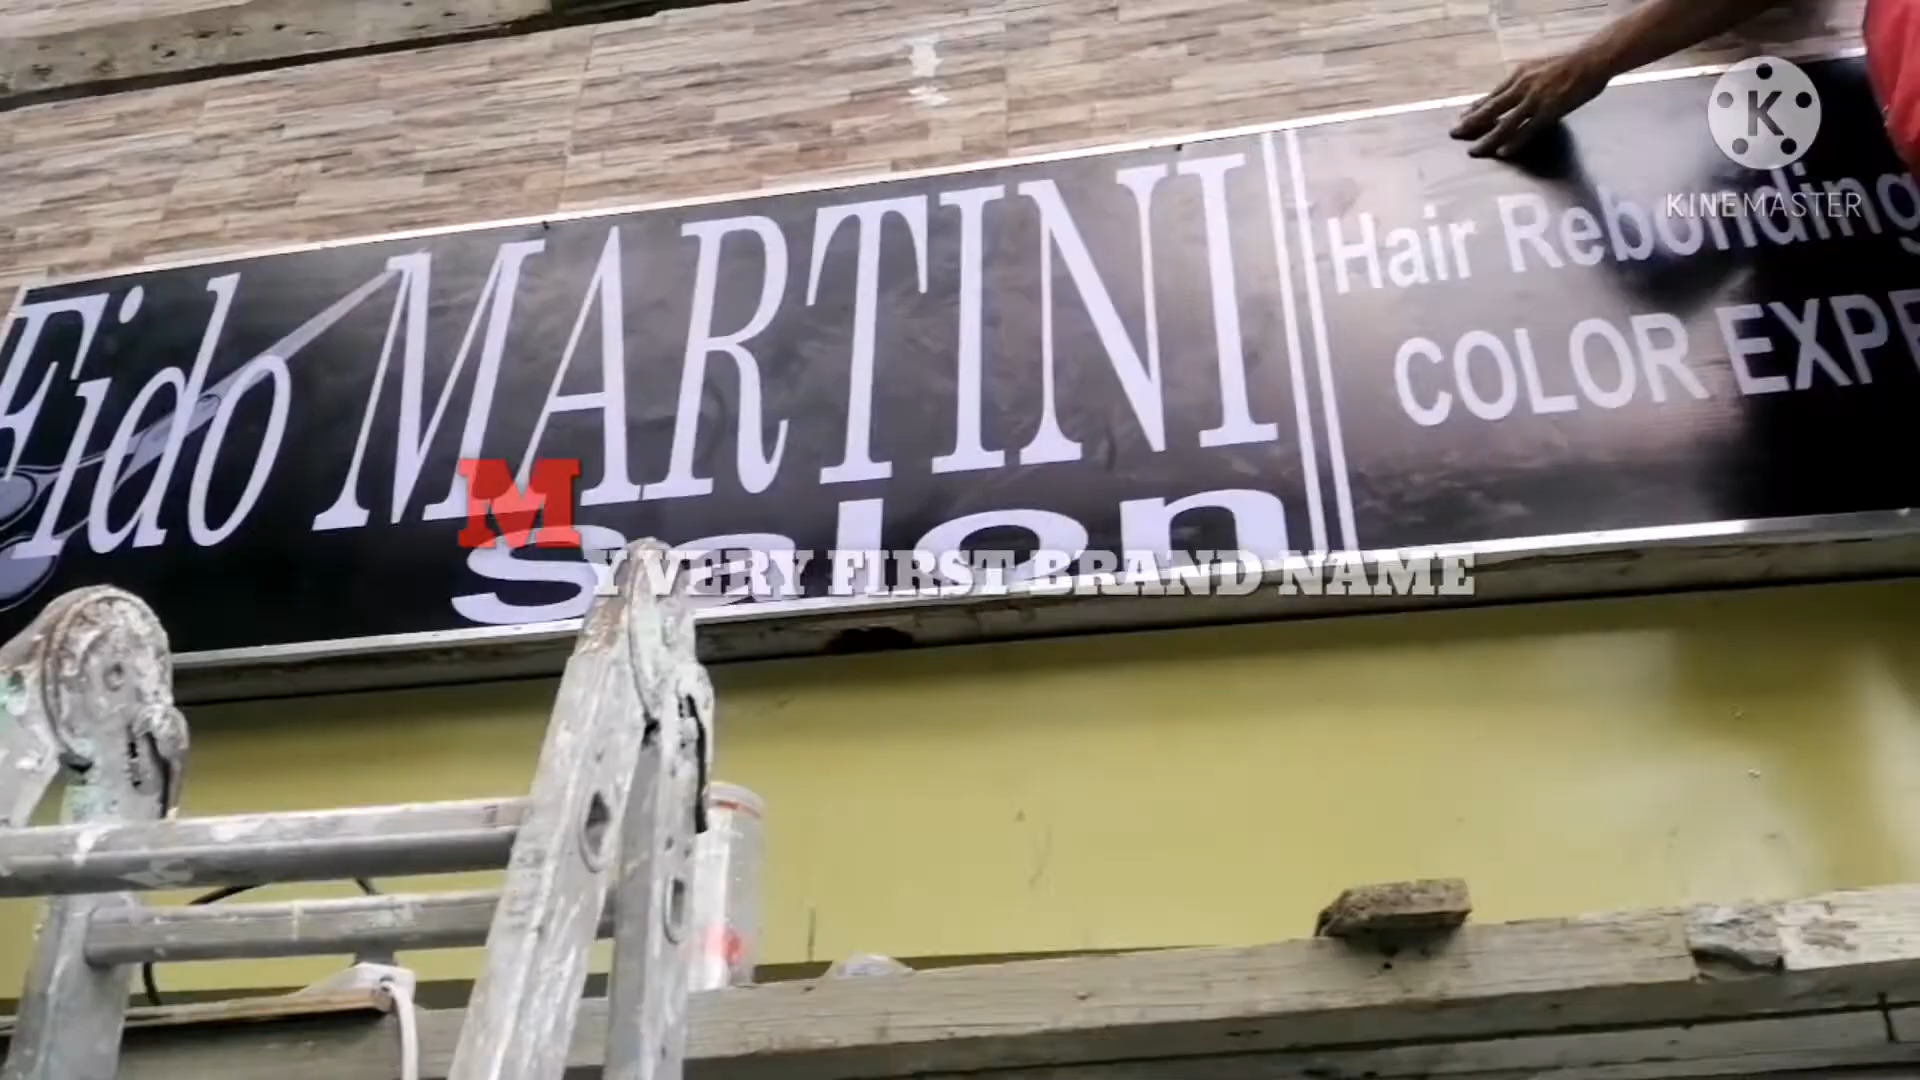 Fido MARTINI
Salon
Hair Rebonding
COLOR EXPE
MY VERY FIRST BRAND NAME
K
KINEMASTER